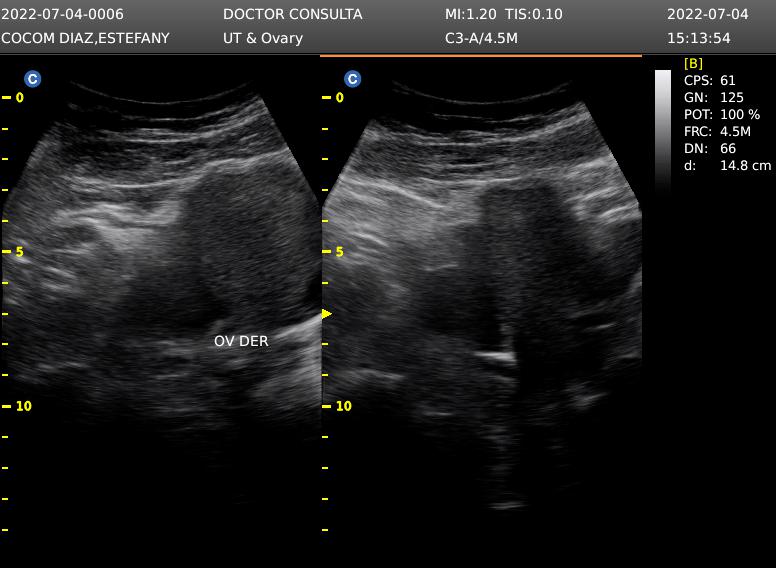 2022-07-04-0006 DOCTOR CONSULTA MI:1.20 TIS:0.10 2022-07-04
COCOM DIAZ,ESTEFANY UT & Ovary C3-A/4.5M 15:13:54
C C
[B]
0 0
CPS: 61
GN: 125
POT: 100 %
FRC: 4.5M
DN: 66
d: 14.8 cm
5 5
OV DER
10 10